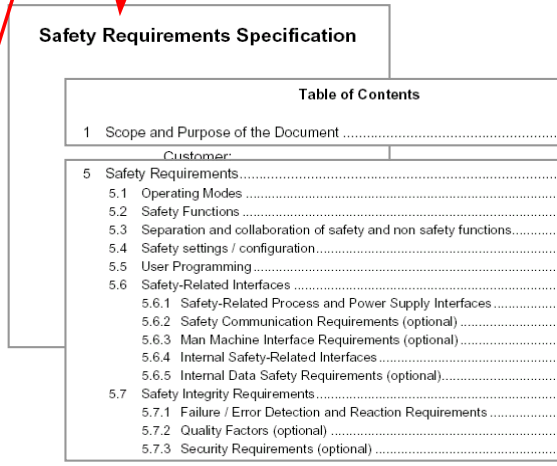 Safety Requirements Specification
Table of Contents
1 Scope and Purpose of the Document ........................................................
Customer:
5 Safety Requirements........................................................................................
5.1 Operating Modes ......................................................................................
5.2 Safety Functions .......................................................................................
5.3 Separation and collaboration of safety and non safety functions............
5.4 Safety settings / configuration..................................................................
5.5 User Programming....................................................................................
5.6 Safety-Related Interfaces .........................................................................
5.6.1 Safety-Related Process and Power Supply Interfaces ................
5.6.2 Safety Communication Requirements (optional) ........................
5.6.3 Man Machine Interface Requirements (optional)........................
5.6.4 Internal Safety-Related Interfaces ............................................
5.6.5 Internal Data Safety Requirements (optional)............................
5.7 Safety Integrity Requirements..................................................................
5.7.1 Failure / Error Detection and Reaction Requirements ................
5.7.2 Quality Factors (optional) ........................................................
5.7.3 Security Requirements (optional) .............................................